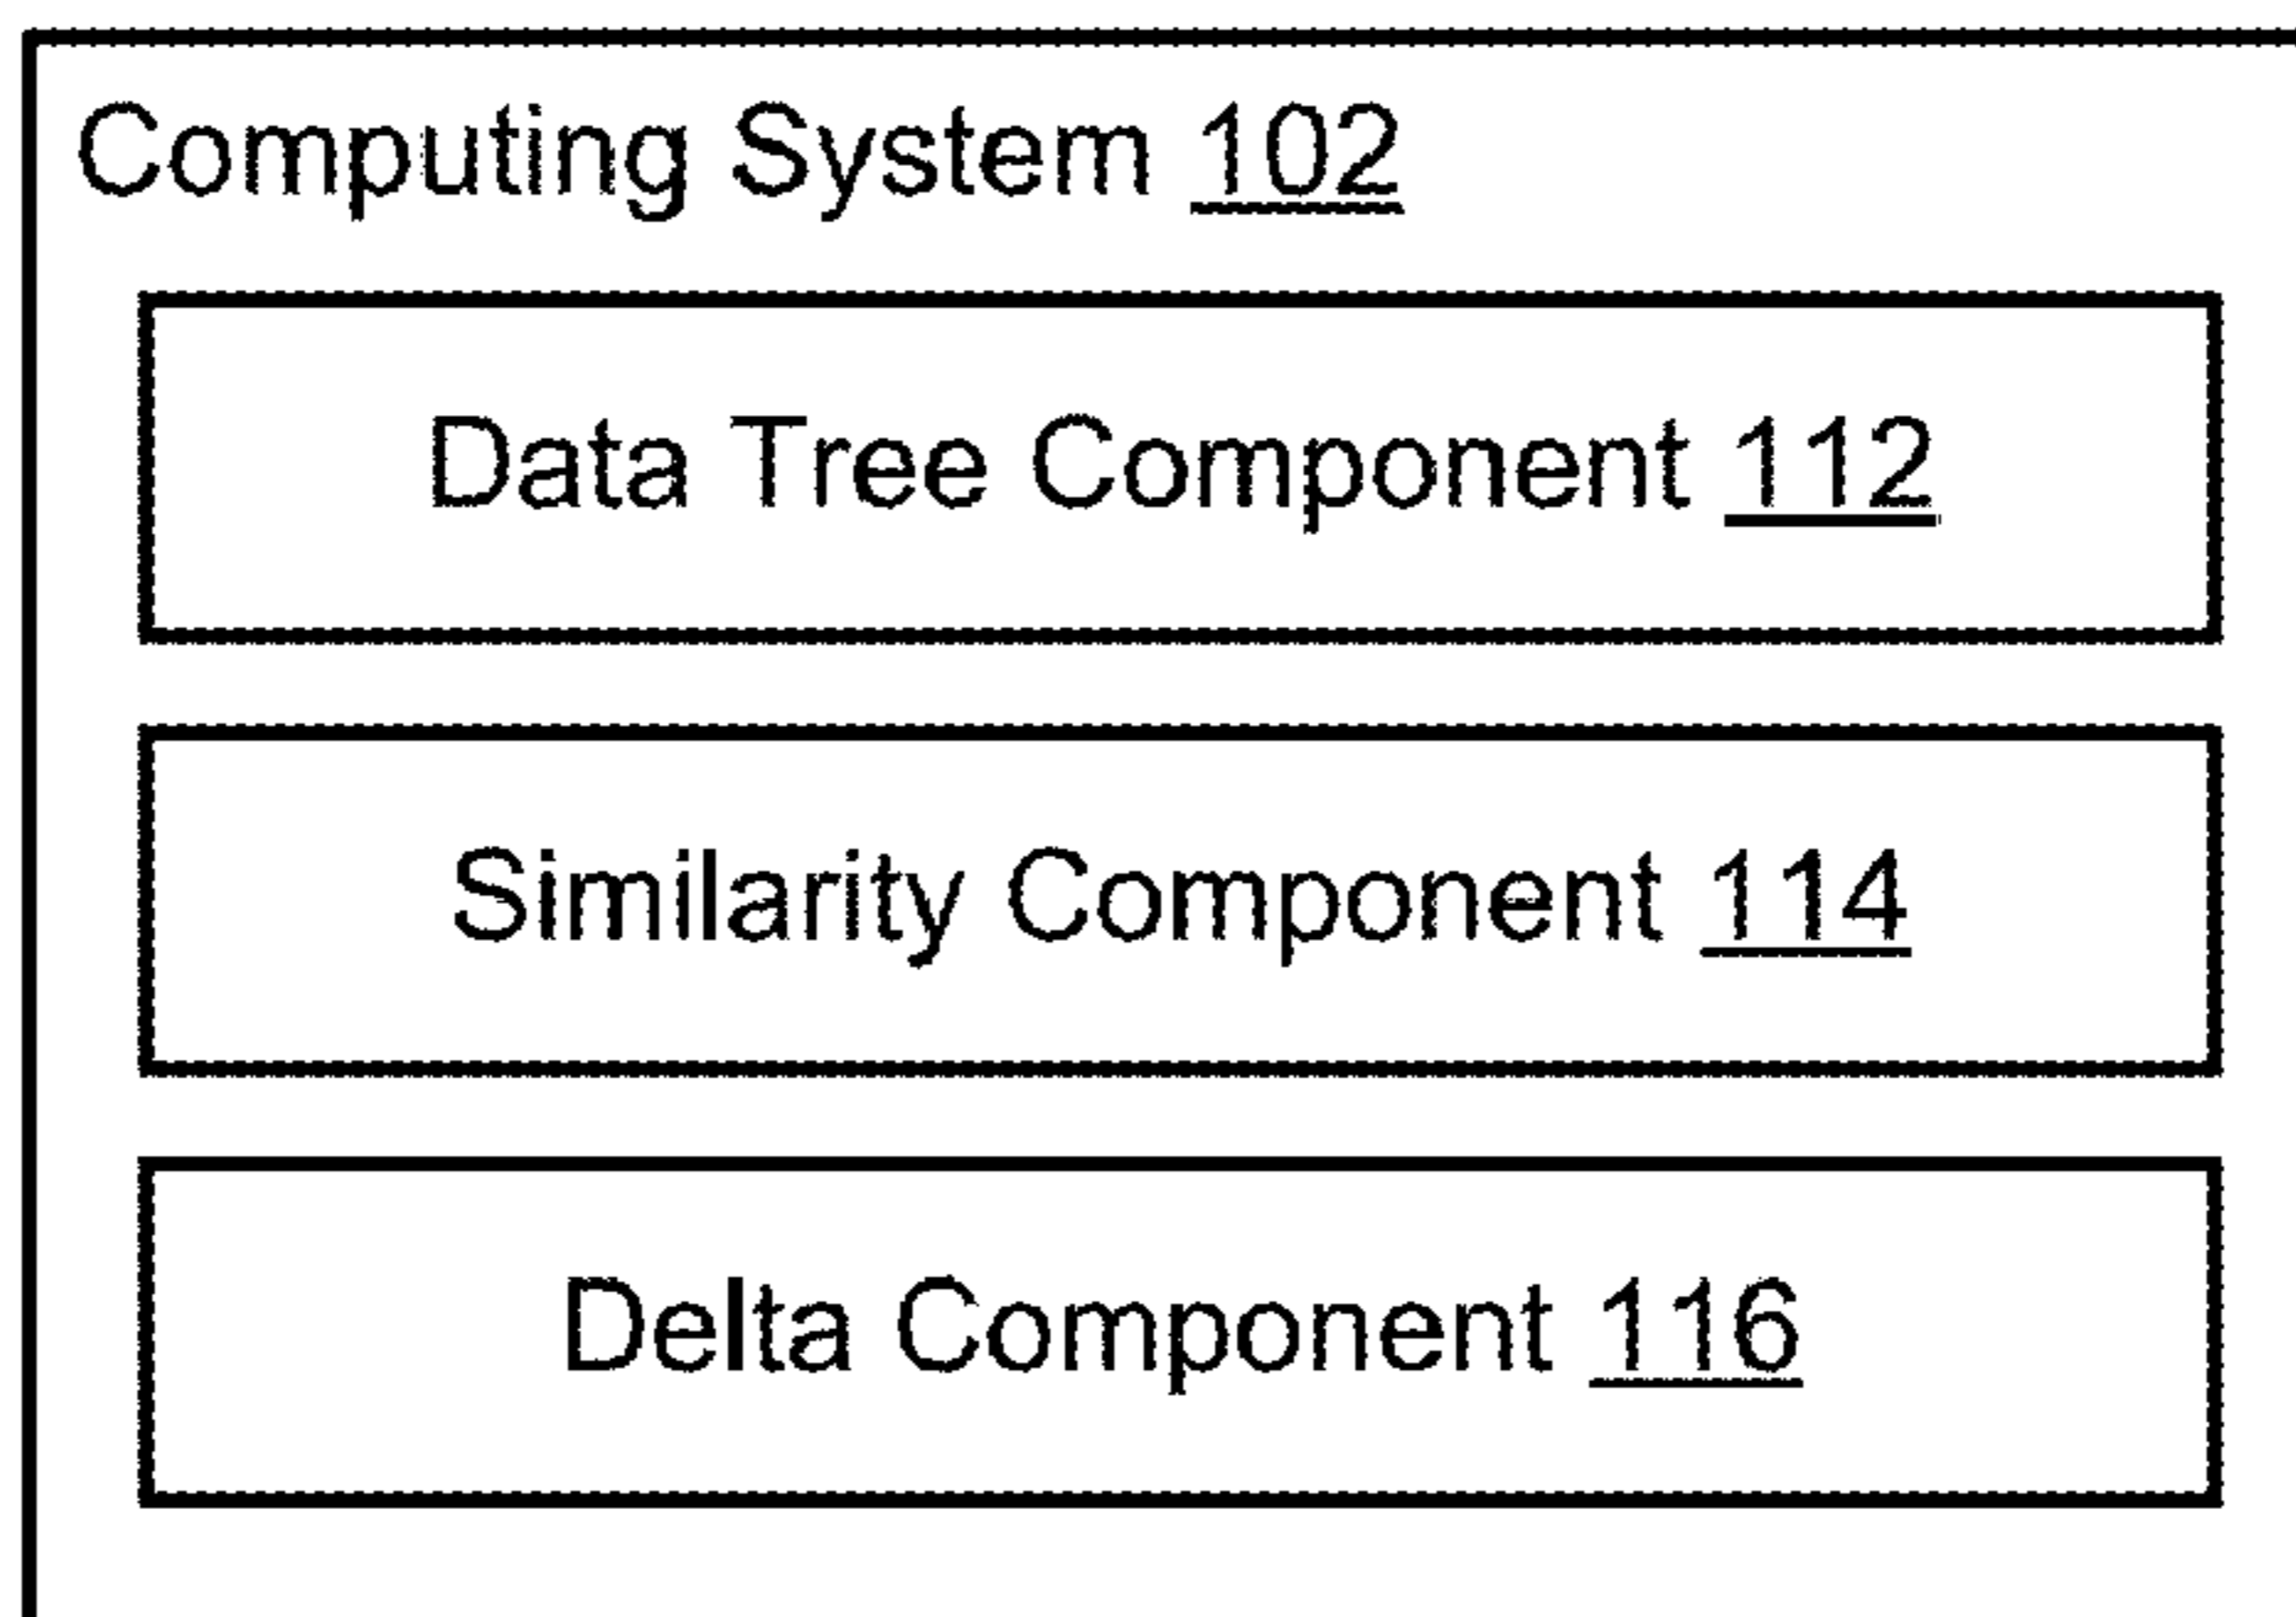 Computing System 102
Data Tree Component 112
Similarity Component 114
Delta Component 116